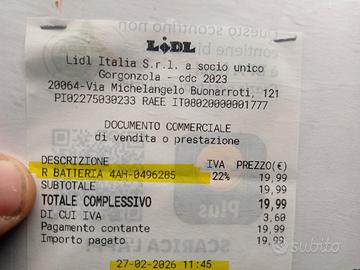 LIDL
Lidl Italia S.r.l. a socio unico
Gorgonzola - cdc 2023
20064-Via Michelangelo Buonarroti, 121
PI02275030233 RAEE IT08020000001777
DOCUMENTO COMMERCIALE
di vendita o prestazione
DESCRIZIONE IVA PREZZO(€)
R BATTERIA 4AH-0496285 22% 19,99
SUBTOTALE 19,99
TOTALE COMPLESSIVO 19,99
DI CUI IVA 3,60
Pagamento contante 19,99
Importo pagato 19,99
27-02-2026 11:45
Plus
SCARICA L'
subito